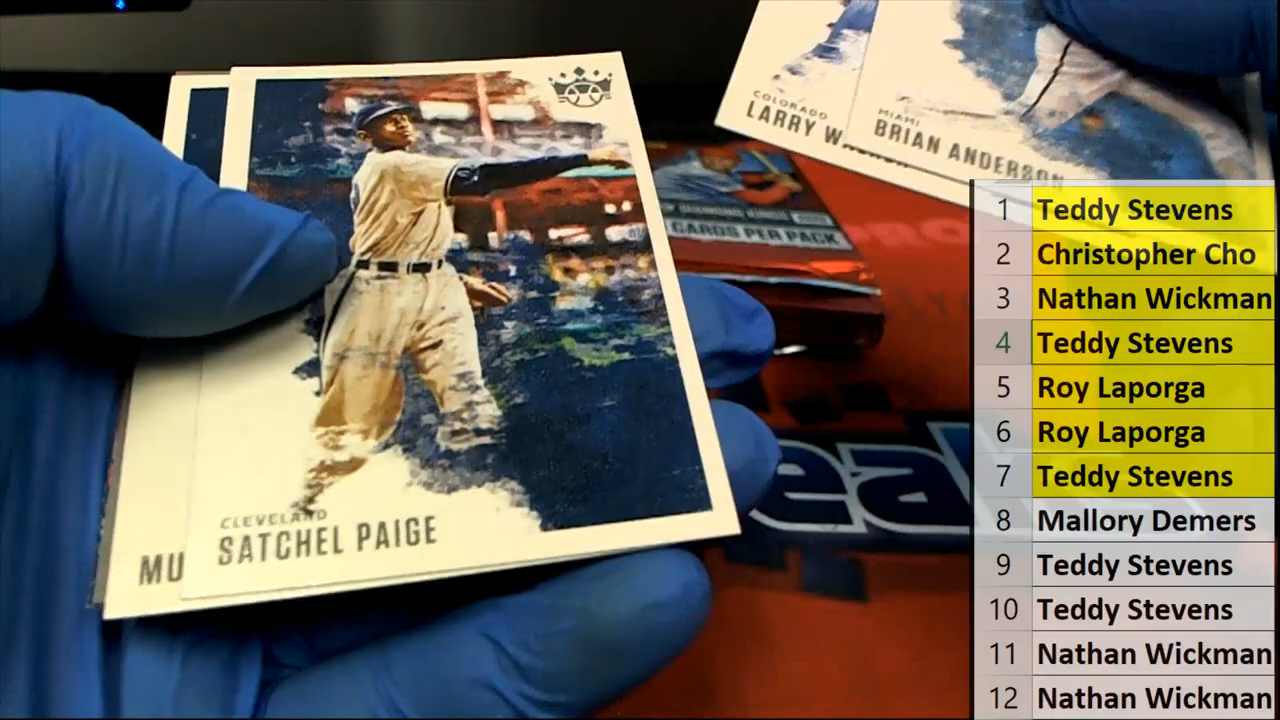 COLORADO
LARRY W
MIAMI
BRIAN ANDERSON
CARDS PER PACK
CLEVELAND
SATCHEL PAIGE
MU
eal
1 Teddy Stevens
2 Christopher Cho
3 Nathan Wickman
4 Teddy Stevens
5 Roy Laporga
6 Roy Laporga
7 Teddy Stevens
8 Mallory Demers
9 Teddy Stevens
10 Teddy Stevens
11 Nathan Wickman
12 Nathan Wickman